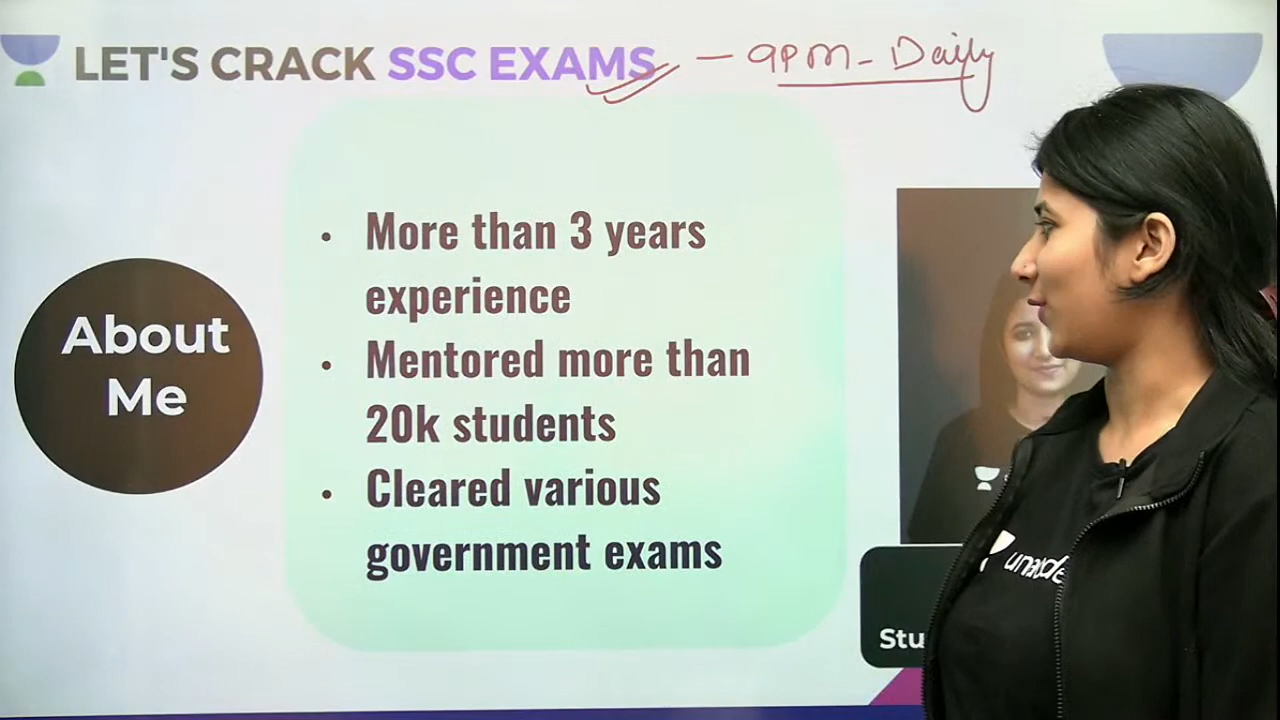 LET'S CRACK SSC EXAMS - 9PM - Daily
About
Me
• More than 3 years
experience
• Mentored more than
20k students
• Cleared various
government exams
Stu
unacade